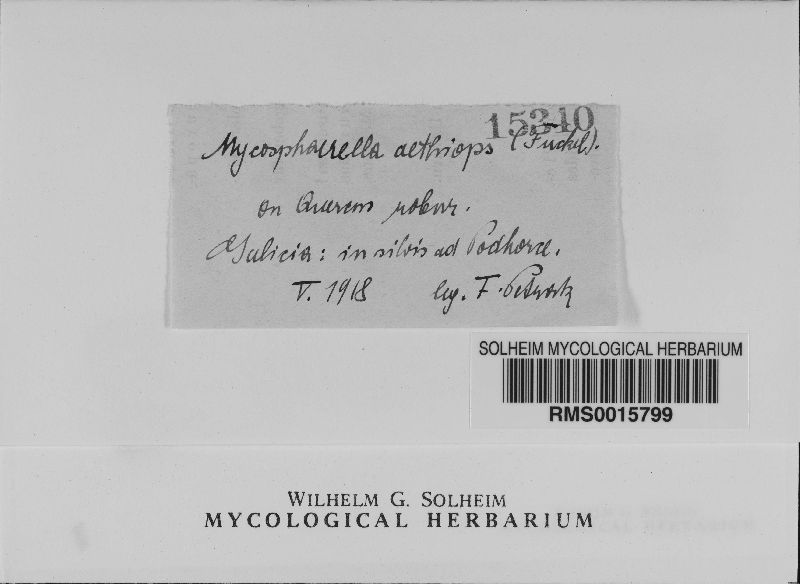 15340
Mycosphaerella aethiops (Fuckel).
on Quercus robur.
Galicia: in silvis ad Podhorce.
V. 1918 leg. F. Petrak
SOLHEIM MYCOLOGICAL HERBARIUM
RMS0015799
WILHELM G. SOLHEIM
MYCOLOGICAL HERBARIUM